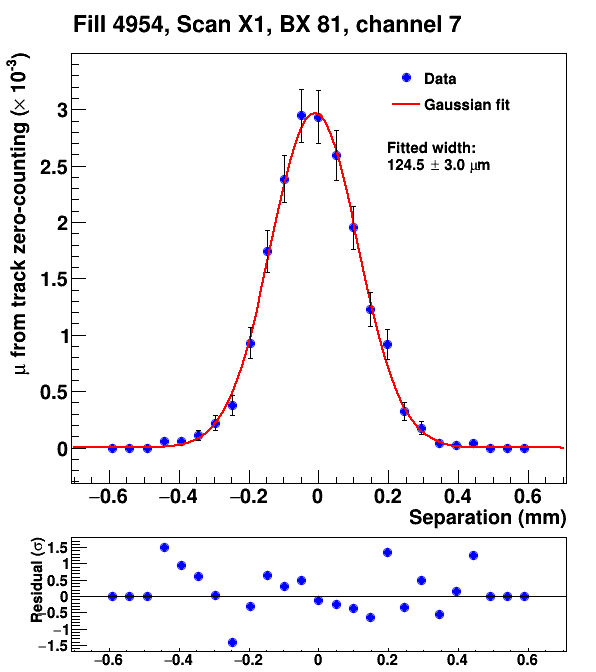 Fill 4954, Scan X1, BX 81, channel 7
μ from track zero-counting (× 10⁻³)
Data
Gaussian fit
Fitted width:
124.5 ± 3.0 μm
3
2.5
2
1.5
1
0.5
0
−0.6 −0.4 −0.2 0 0.2 0.4 0.6
Separation (mm)
Residual (σ)
1.5
1
0.5
0
−0.5
−1
−1.5
−0.6 −0.4 −0.2 0 0.2 0.4 0.6